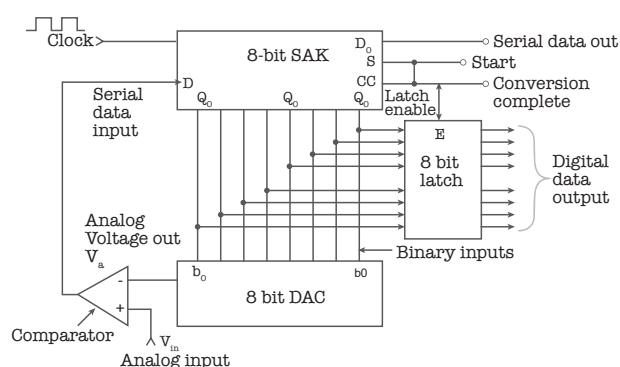 Clock
8-bit SAK
D₀
Serial data out
S
Start
CC
Conversion
complete
D
Q₀
Q₀
Q₀
Latch
enable
Serial
data
input
E
8 bit
latch
Digital
data
output
Analog
Voltage out
Vₐ
Binary inputs
b₀
b0
8 bit DAC
-
+
Comparator
V_in
Analog input